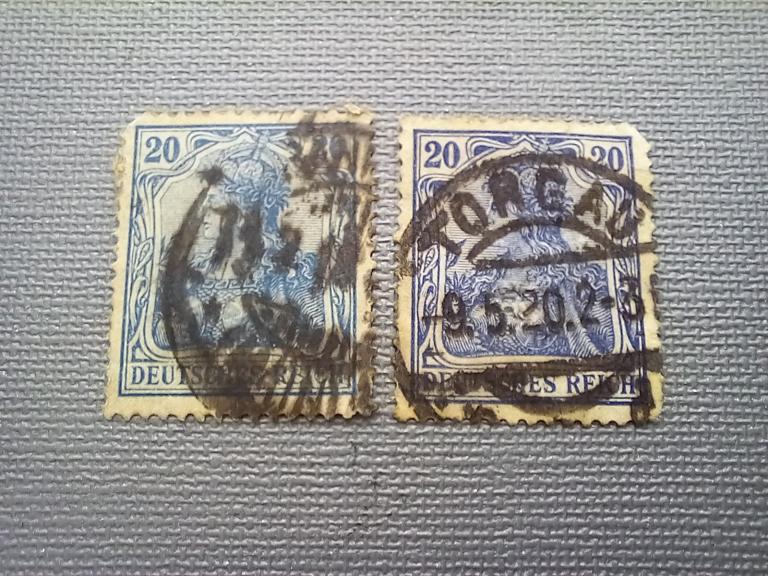 20
DEUTSCHES REICH
20 20
TORGAU
-9.5.20.2-3
DEUTSCHES REICH